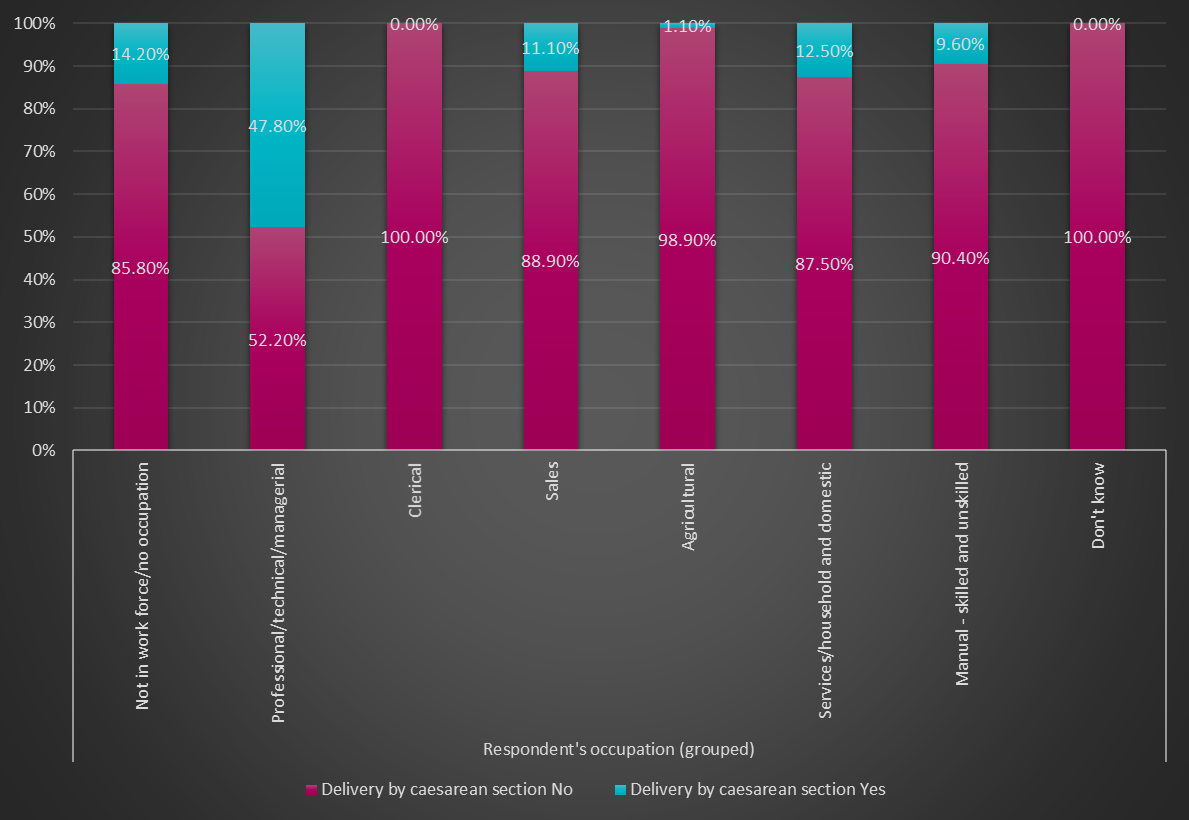 100%
90%
80%
70%
60%
50%
40%
30%
20%
10%
0%
14.20%
47.80%
0.00%
11.10%
1.10%
12.50%
9.60%
0.00%
85.80%
52.20%
100.00%
88.90%
98.90%
87.50%
90.40%
100.00%
Not in work force/no occupation
Professional/technical/managerial
Clerical
Sales
Agricultural
Services/household and domestic
Manual - skilled and unskilled
Don't know
Respondent's occupation (grouped)
Delivery by caesarean section No
Delivery by caesarean section Yes